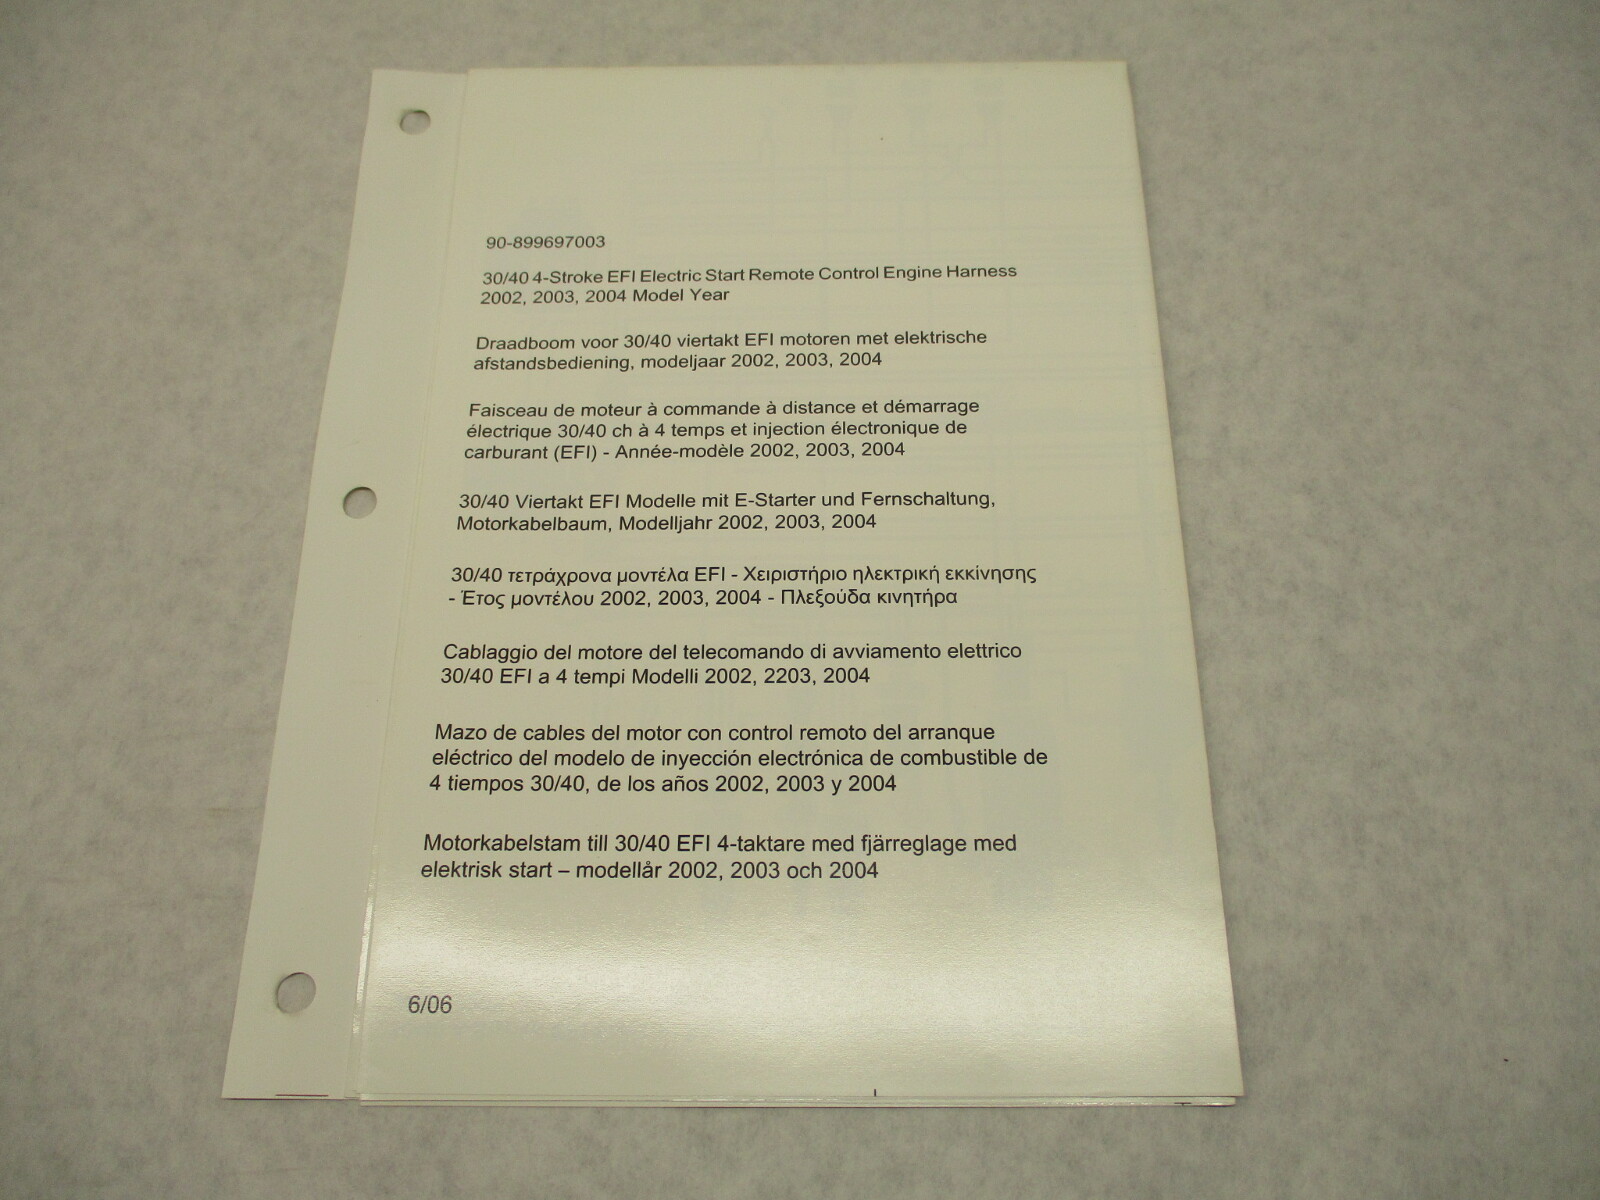 90-899697003
30/40 4-Stroke EFI Electric Start Remote Control Engine Harness
2002, 2003, 2004 Model Year
Draadboom voor 30/40 viertakt EFI motoren met elektrische
afstandsbediening, modeljaar 2002, 2003, 2004
Faisceau de moteur à commande à distance et démarrage
électrique 30/40 ch à 4 temps et injection électronique de
carburant (EFI) - Année-modèle 2002, 2003, 2004
30/40 Viertakt EFI Modelle mit E-Starter und Fernschaltung,
Motorkabelbaum, Modelljahr 2002, 2003, 2004
30/40 τετράχρονα μοντέλα EFI - Χειριστήριο ηλεκτρική εκκίνησης
- Έτος μοντέλου 2002, 2003, 2004 - Πλεξούδα κινητήρα
Cablaggio del motore del telecomando di avviamento elettrico
30/40 EFI a 4 tempi Modelli 2002, 2203, 2004
Mazo de cables del motor con control remoto del arranque
eléctrico del modelo de inyección electrónica de combustible de
4 tiempos 30/40, de los años 2002, 2003 y 2004
Motorkabelstam till 30/40 EFI 4-taktare med fjärreglage med
elektrisk start – modellår 2002, 2003 och 2004
6/06